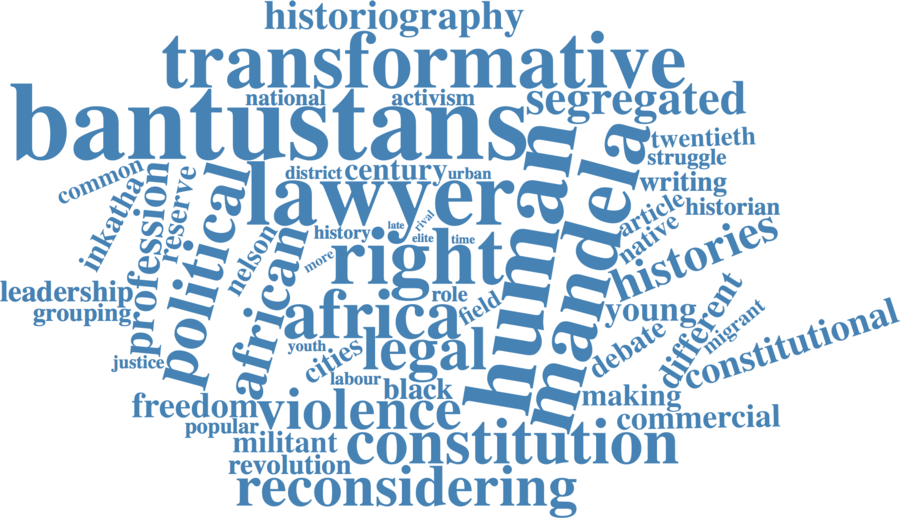 historiography
transformative
national
activism
bantustans
segregated
twentieth
struggle
common
district
century
urban
writing
inkatha
profession
reserve
political
lawyer
human
mandela
article
historian
native
histories
nelson
african
history
late
rival
elite
time
more
right
leadership
grouping
role
field
africa
young
different
migrant
debate
constitutional
justice
youth
cities
legal
labour
black
making
freedom
violence
commercial
popular
militant
constitution
revolution
reconsidering